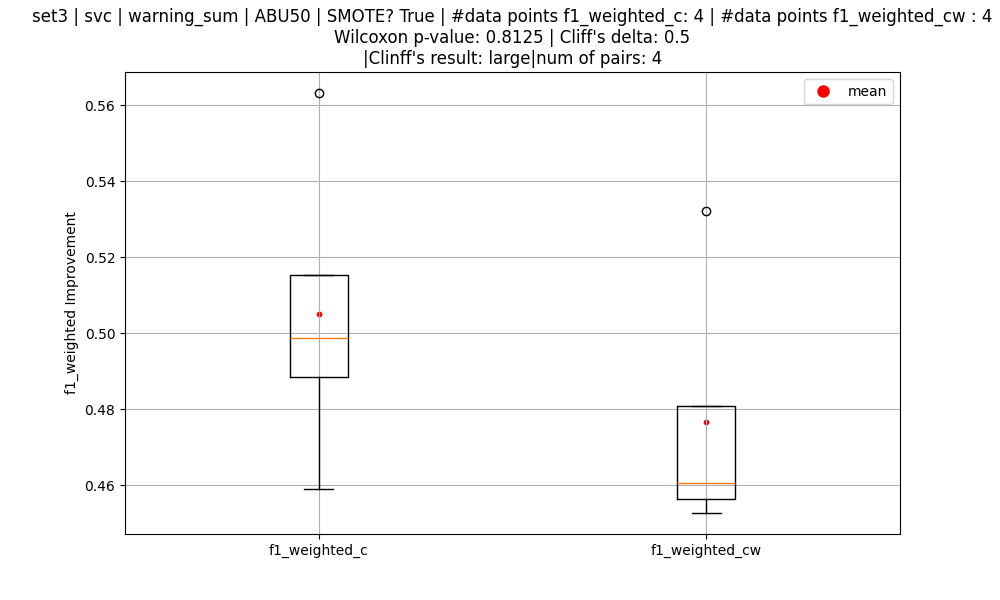 set3 | svc | warning_sum | ABU50 | SMOTE? True | #data points f1_weighted_c: 4 | #data points f1_weighted_cw : 4
Wilcoxon p-value: 0.8125 | Cliff's delta: 0.5
|Clinff's result: large|num of pairs: 4
mean
0.56
0.54
0.52
0.50
0.48
0.46
f1_weighted Improvement
f1_weighted_c
f1_weighted_cw